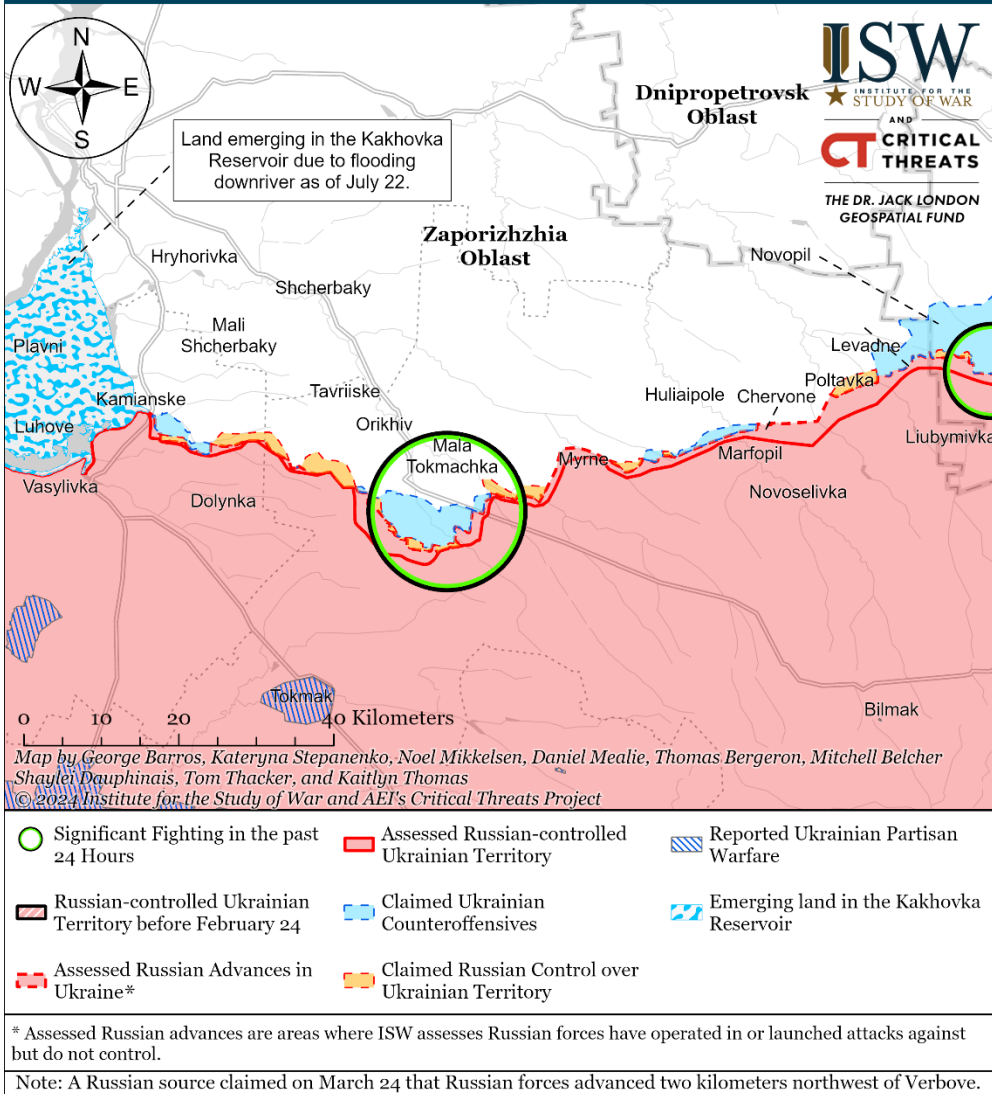 N
W E
S
ISW
INSTITUTE FOR THE
STUDY OF WAR
AND
CT CRITICAL
THREATS
THE DR. JACK LONDON
GEOSPATIAL FUND
Dnipropetrovsk
Oblast
Land emerging in the Kakhovka
Reservoir due to flooding
downriver as of July 22.
Zaporizhzhia
Oblast
Hryhorivka
Novopil
Shcherbaky
Mali
Shcherbaky
Plavni
Levadne
Tavriiske
Poltavka
Kamianske
Huliaipole
Chervone
Orikhiv
Luhove
Liubymivka
Mala
Tokmachka
Myrne
Marfopil
Vasylivka
Dolynka
Novoselivka
Tokmak
Bilmak
0 10 20 40 Kilometers
Map by George Barros, Kateryna Stepanenko, Noel Mikkelsen, Daniel Mealie, Thomas Bergeron, Mitchell Belcher
Shaylei Dauphinais, Tom Thacker, and Kaitlyn Thomas
© 2024 Institute for the Study of War and AEI's Critical Threats Project
Significant Fighting in the past
24 Hours
Assessed Russian-controlled
Ukrainian Territory
Reported Ukrainian Partisan
Warfare
Russian-controlled Ukrainian
Territory before February 24
Claimed Ukrainian
Counteroffensives
Emerging land in the Kakhovka
Reservoir
Assessed Russian Advances in
Ukraine*
Claimed Russian Control over
Ukrainian Territory
* Assessed Russian advances are areas where ISW assesses Russian forces have operated in or launched attacks against
but do not control.
Note: A Russian source claimed on March 24 that Russian forces advanced two kilometers northwest of Verbove.